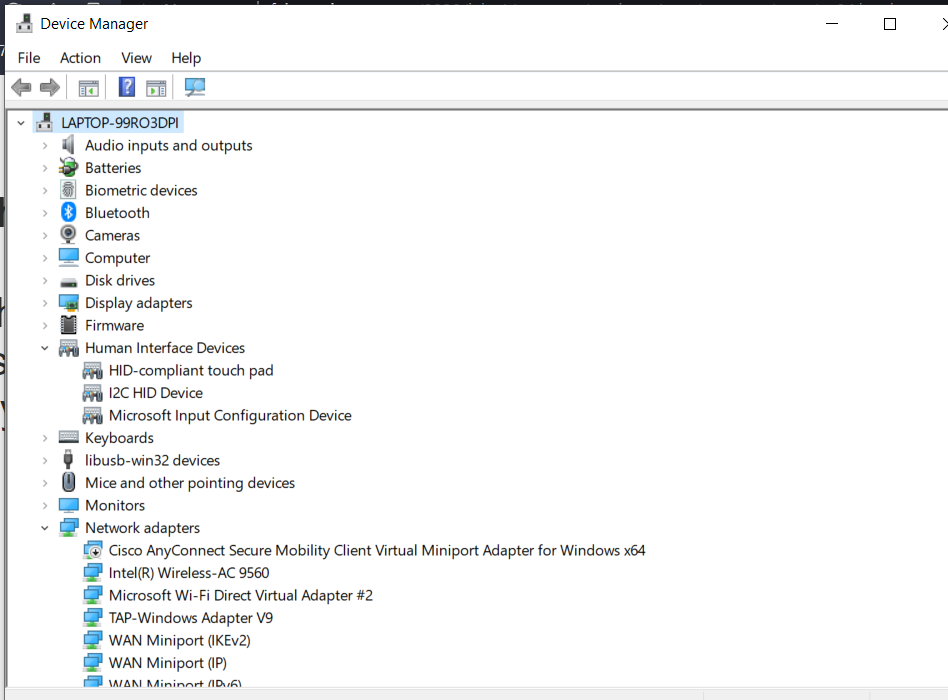 Device Manager
File Action View Help
LAPTOP-99RO3DPI
Audio inputs and outputs
Batteries
Biometric devices
Bluetooth
Cameras
Computer
Disk drives
Display adapters
Firmware
Human Interface Devices
HID-compliant touch pad
I2C HID Device
Microsoft Input Configuration Device
Keyboards
libusb-win32 devices
Mice and other pointing devices
Monitors
Network adapters
Cisco AnyConnect Secure Mobility Client Virtual Miniport Adapter for Windows x64
Intel(R) Wireless-AC 9560
Microsoft Wi-Fi Direct Virtual Adapter #2
TAP-Windows Adapter V9
WAN Miniport (IKEv2)
WAN Miniport (IP)
WAN Miniport (IPv6)